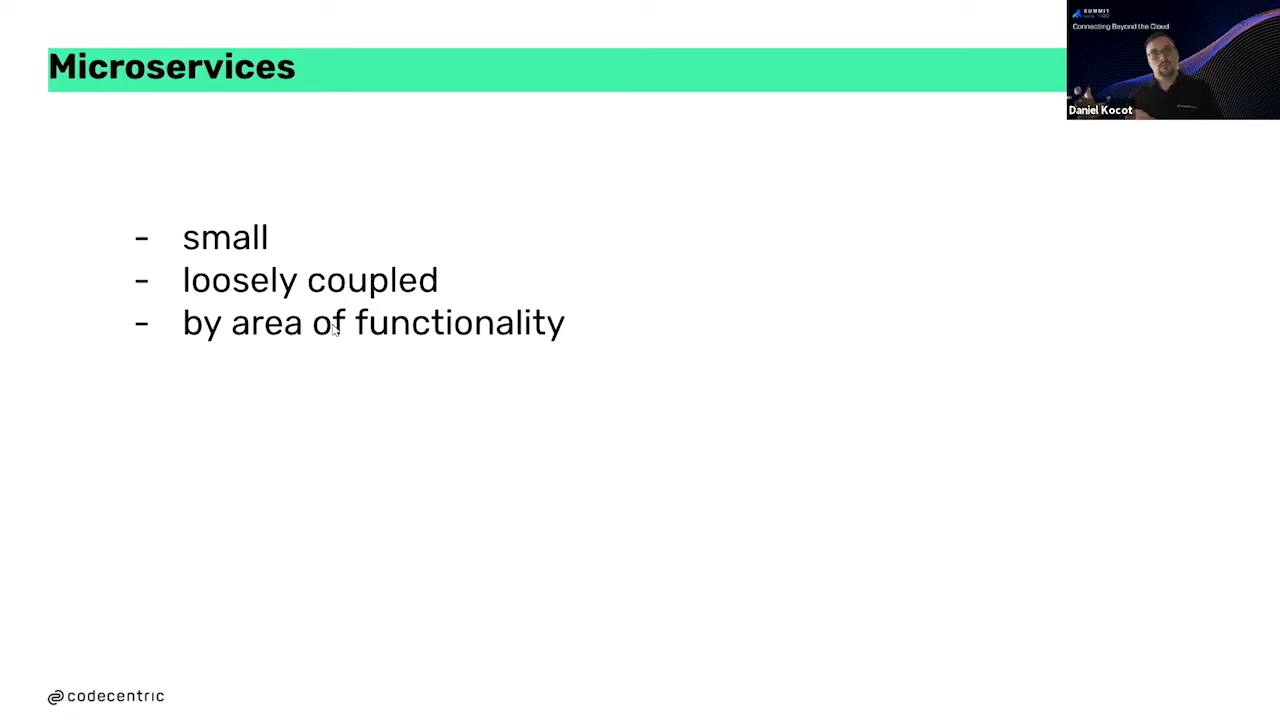 Microservices
SUMMIT
Connecting Beyond the Cloud
Daniel Kocot
- small
- loosely coupled
- by area of functionality
codecentric